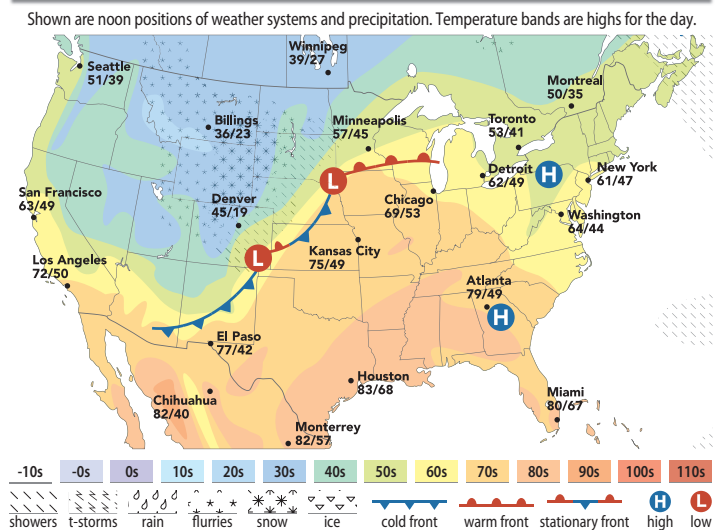 Shown are noon positions of weather systems and precipitation. Temperature bands are highs for the day.
Winnipeg
39/27
Seattle
51/39
Montreal
50/35
Billings
36/23
Minneapolis
57/45
Toronto
53/41
Detroit
62/49
H
New York
61/47
L
San Francisco
63/49
Denver
45/19
Chicago
69/53
Washington
64/44
Kansas City
75/49
L
Los Angeles
72/50
Atlanta
79/49
H
El Paso
77/42
Houston
83/68
Chihuahua
82/40
Miami
80/67
Monterrey
82/57
-10s -0s 0s 10s 20s 30s 40s 50s 60s 70s 80s 90s 100s 110s
H L
showers t-storms rain flurries snow ice cold front warm front stationary front high low